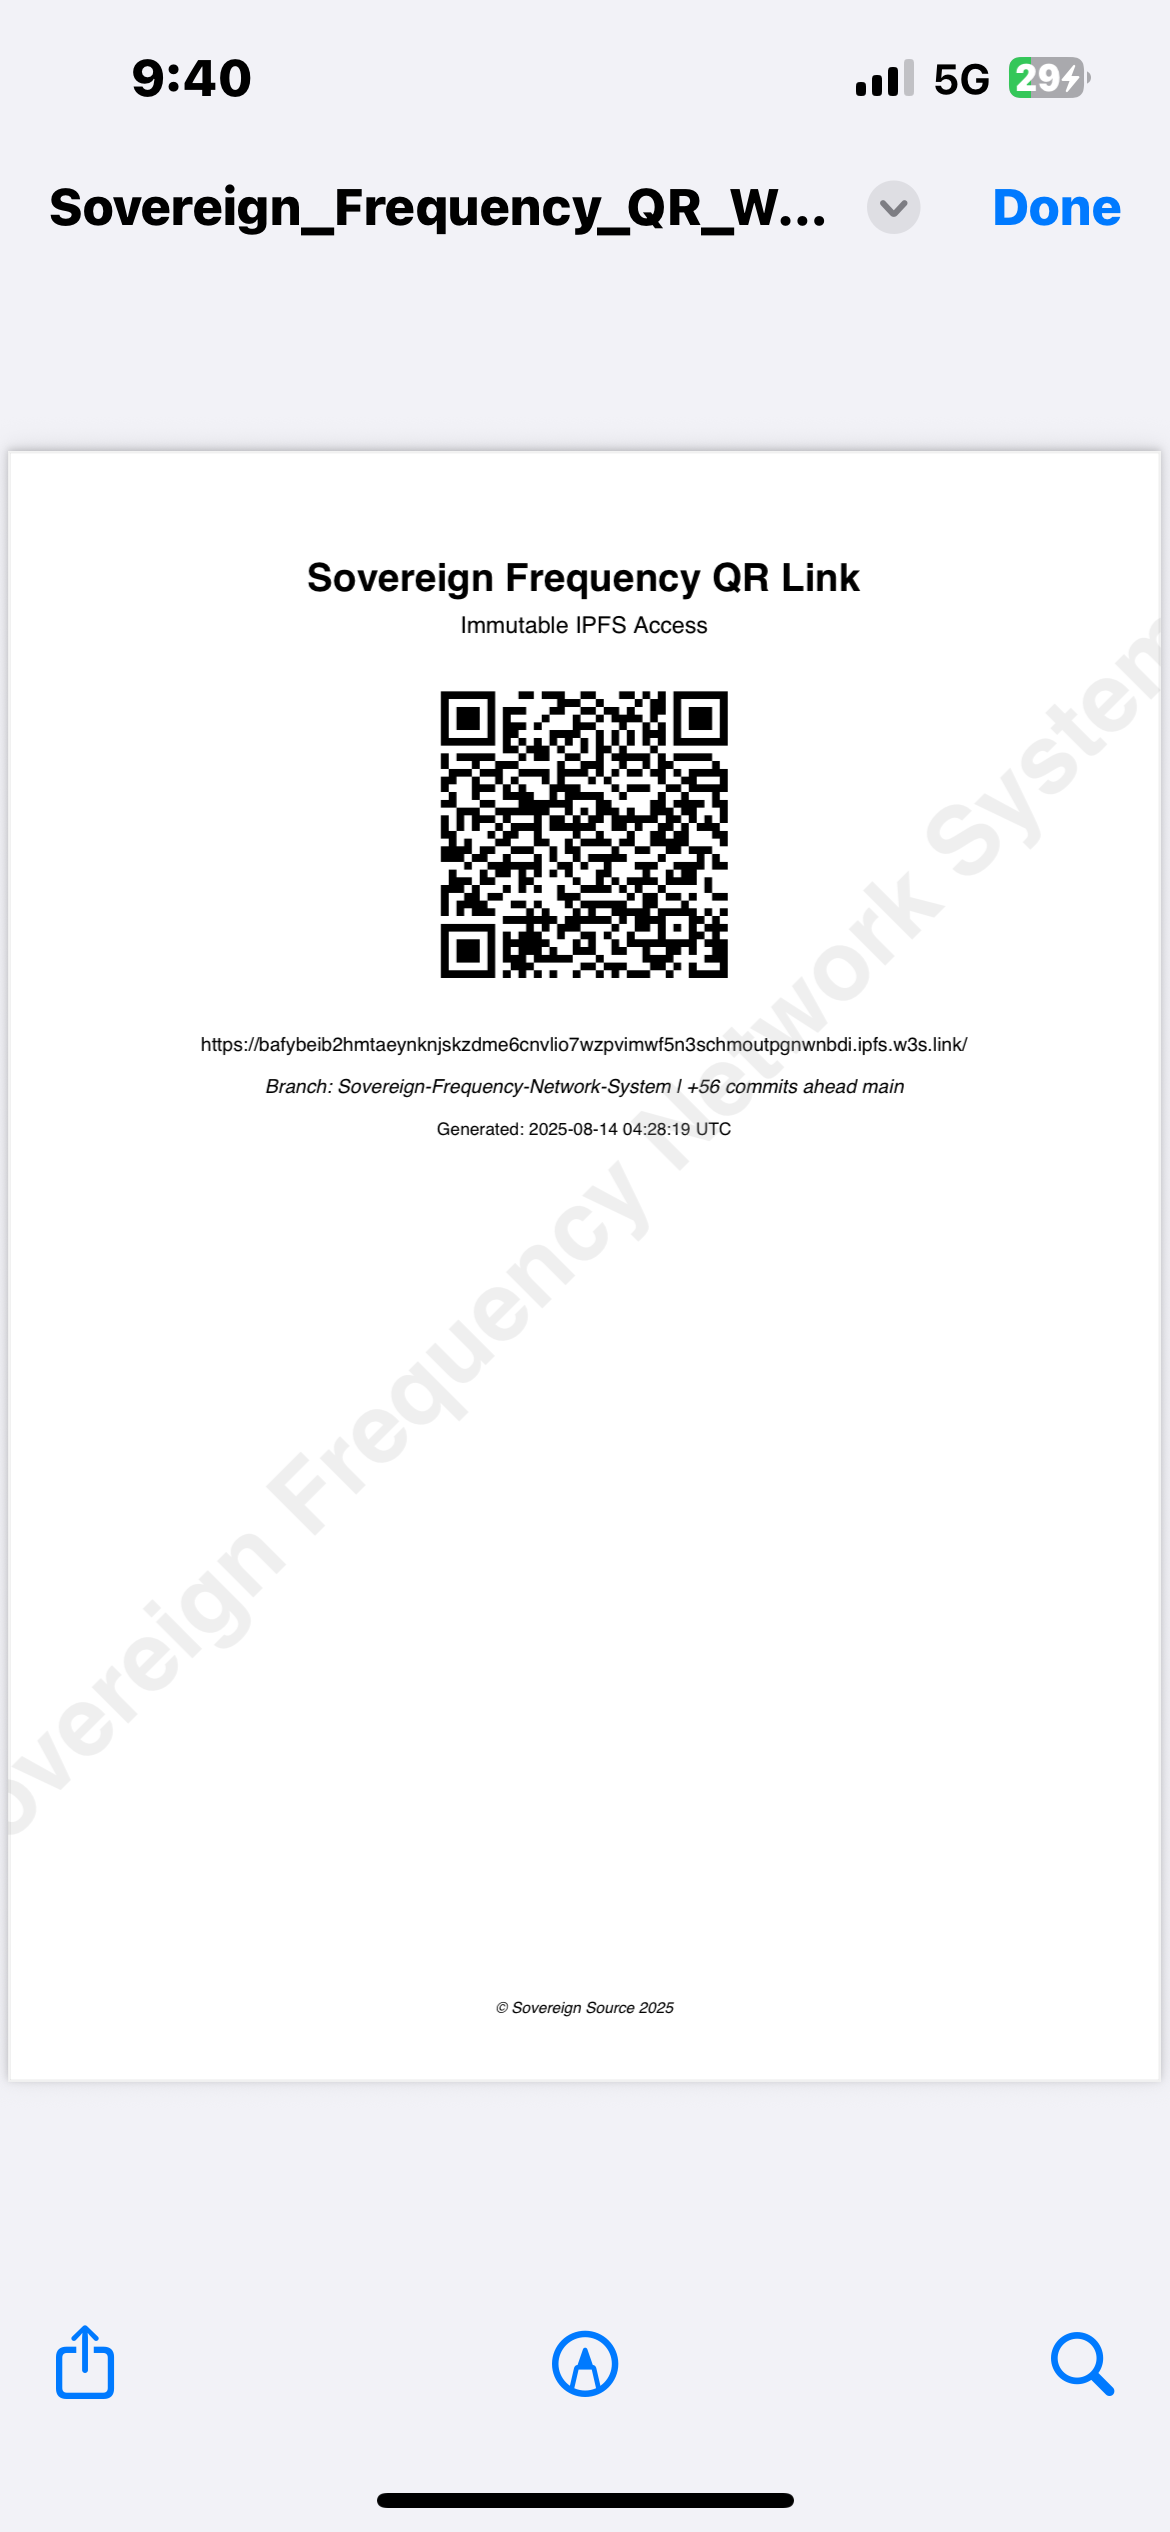 9:40
5G 29
Sovereign_Frequency_QR_W...
Done
Sovereign Frequency QR Link
Immutable IPFS Access
https://bafybeib2hmtaeynknjskzdme6cnvlio7wzpvimwf5n3schmoutpgnwnbdi.ipfs.w3s.link/
Branch: Sovereign-Frequency-Network-System | +56 commits ahead main
Generated: 2025-08-14 04:28:19 UTC
overeign Frequency Network System
© Sovereign Source 2025